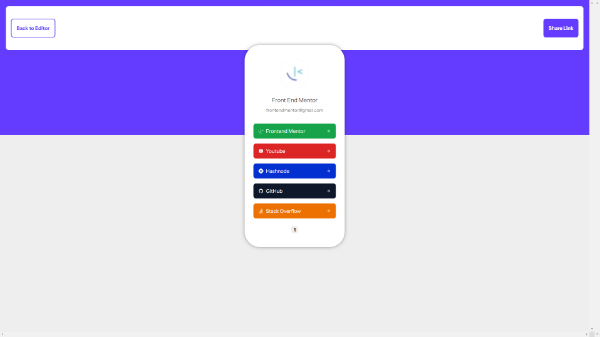 Back to Editor
Share Link
Front End Mentor
frontendmentor@gmail.com
Frontend Mentor
Youtube
Hashnode
GitHub
Stack Overflow